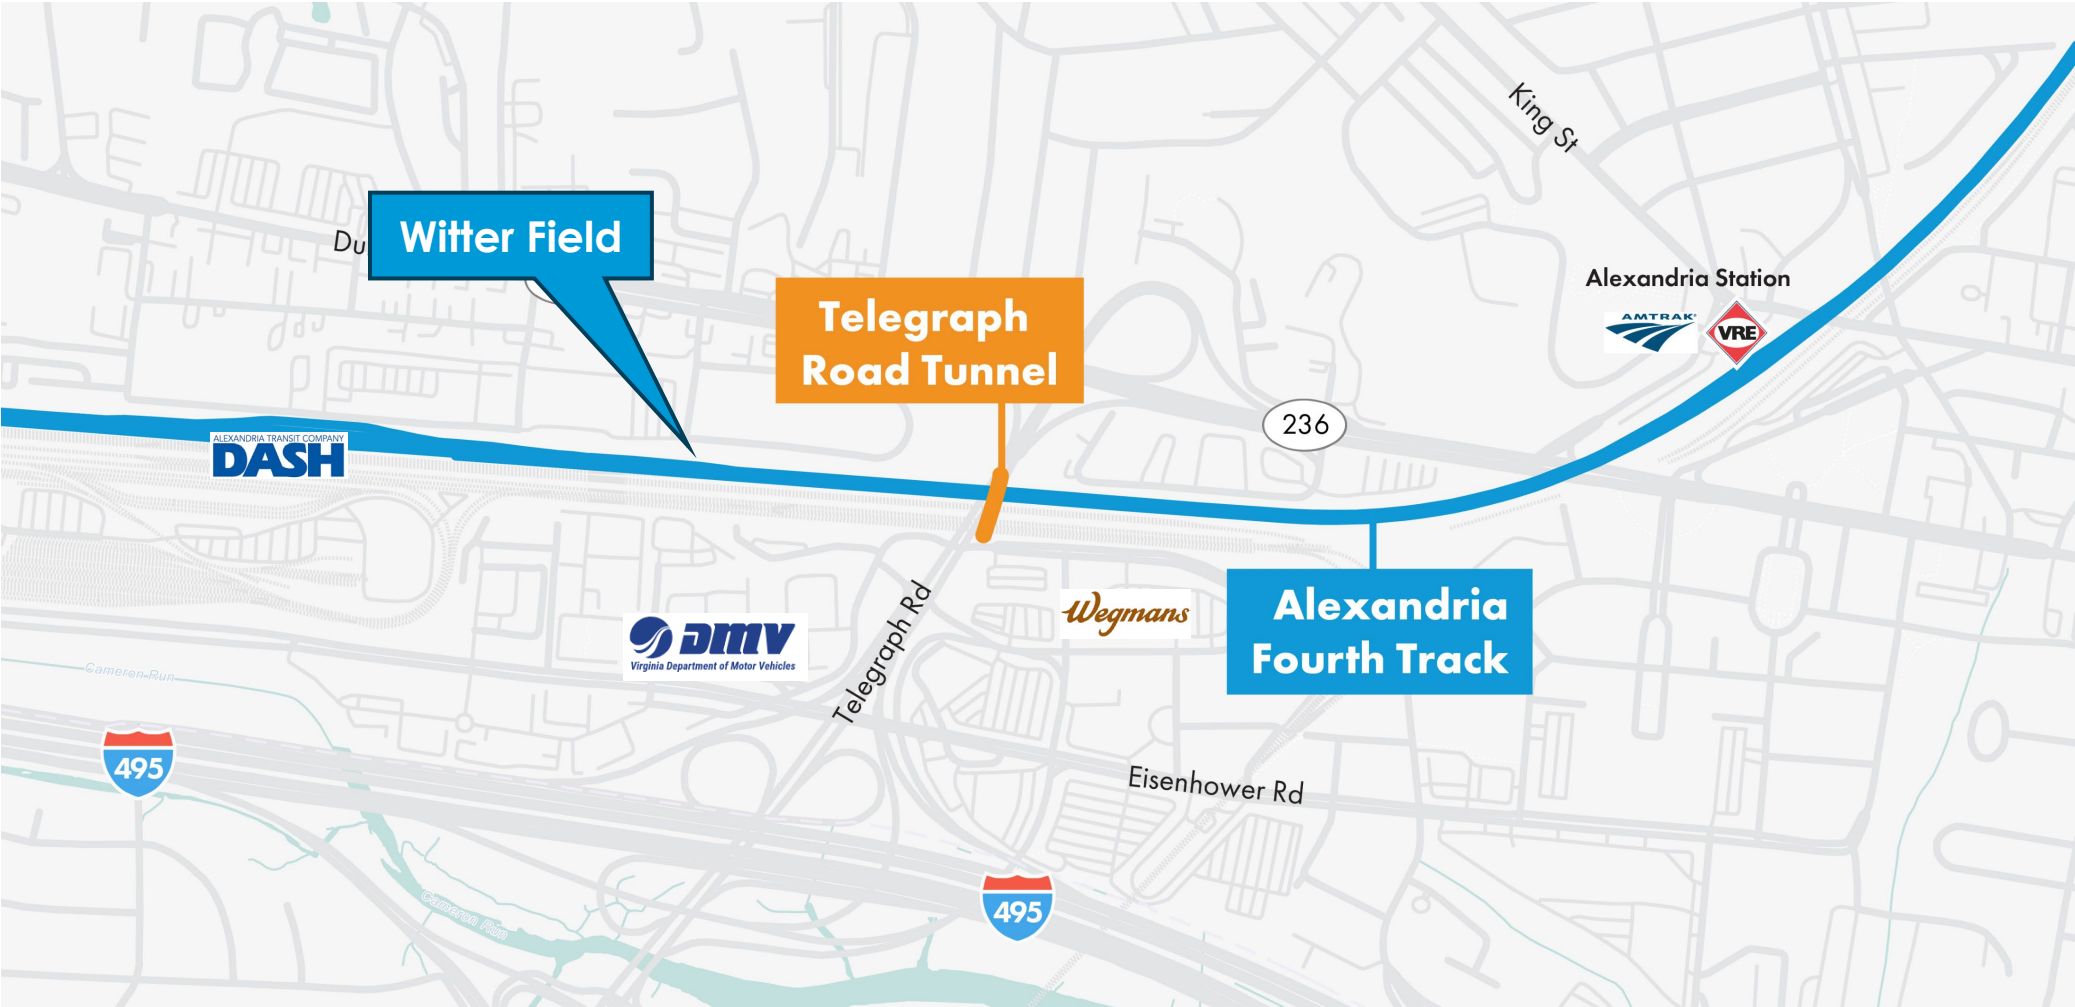 King St
Du
Witter Field
Alexandria Station
AMTRAK
VRE
Telegraph
Road Tunnel
236
ALEXANDRIA TRANSIT COMPANY
DASH
Telegraph Rd
Wegmans
Alexandria
Fourth Track
DMV
Virginia Department of Motor Vehicles
Cameron Run
495
Eisenhower Rd
495
Cameron Run